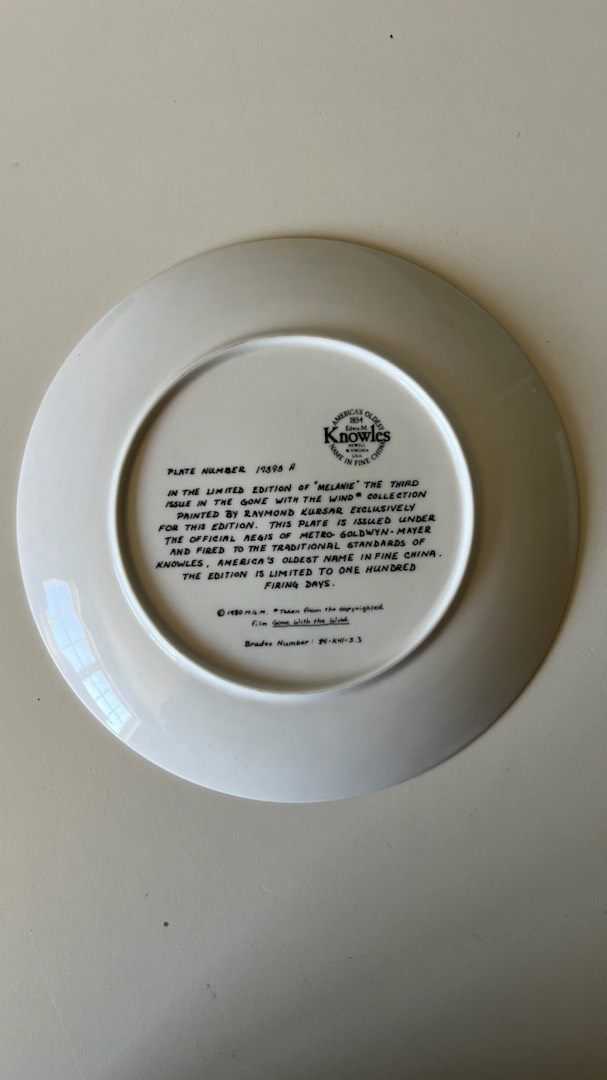 AMERICA'S OLDEST
1854
Edwin M.
Knowles
NEWELL
W. VIRGINIA
U.S.A.
NAME IN FINE CHINA
PLATE NUMBER 17393 A
IN THE LIMITED EDITION OF "MELANIE" THE THIRD
ISSUE IN THE GONE WITH THE WIND* COLLECTION
PAINTED BY RAYMOND KURSAR EXCLUSIVELY
FOR THIS EDITION. THIS PLATE IS ISSUED UNDER
THE OFFICIAL AEGIS OF METRO-GOLDWYN-MAYER
AND FIRED TO THE TRADITIONAL STANDARDS OF
KNOWLES, AMERICA'S OLDEST NAME IN FINE CHINA.
THE EDITION IS LIMITED TO ONE HUNDRED
FIRING DAYS.
© 1980 M.G.M. *Taken from the copyrighted
film Gone With the Wind
Bradex Number: 84-K41-3.3